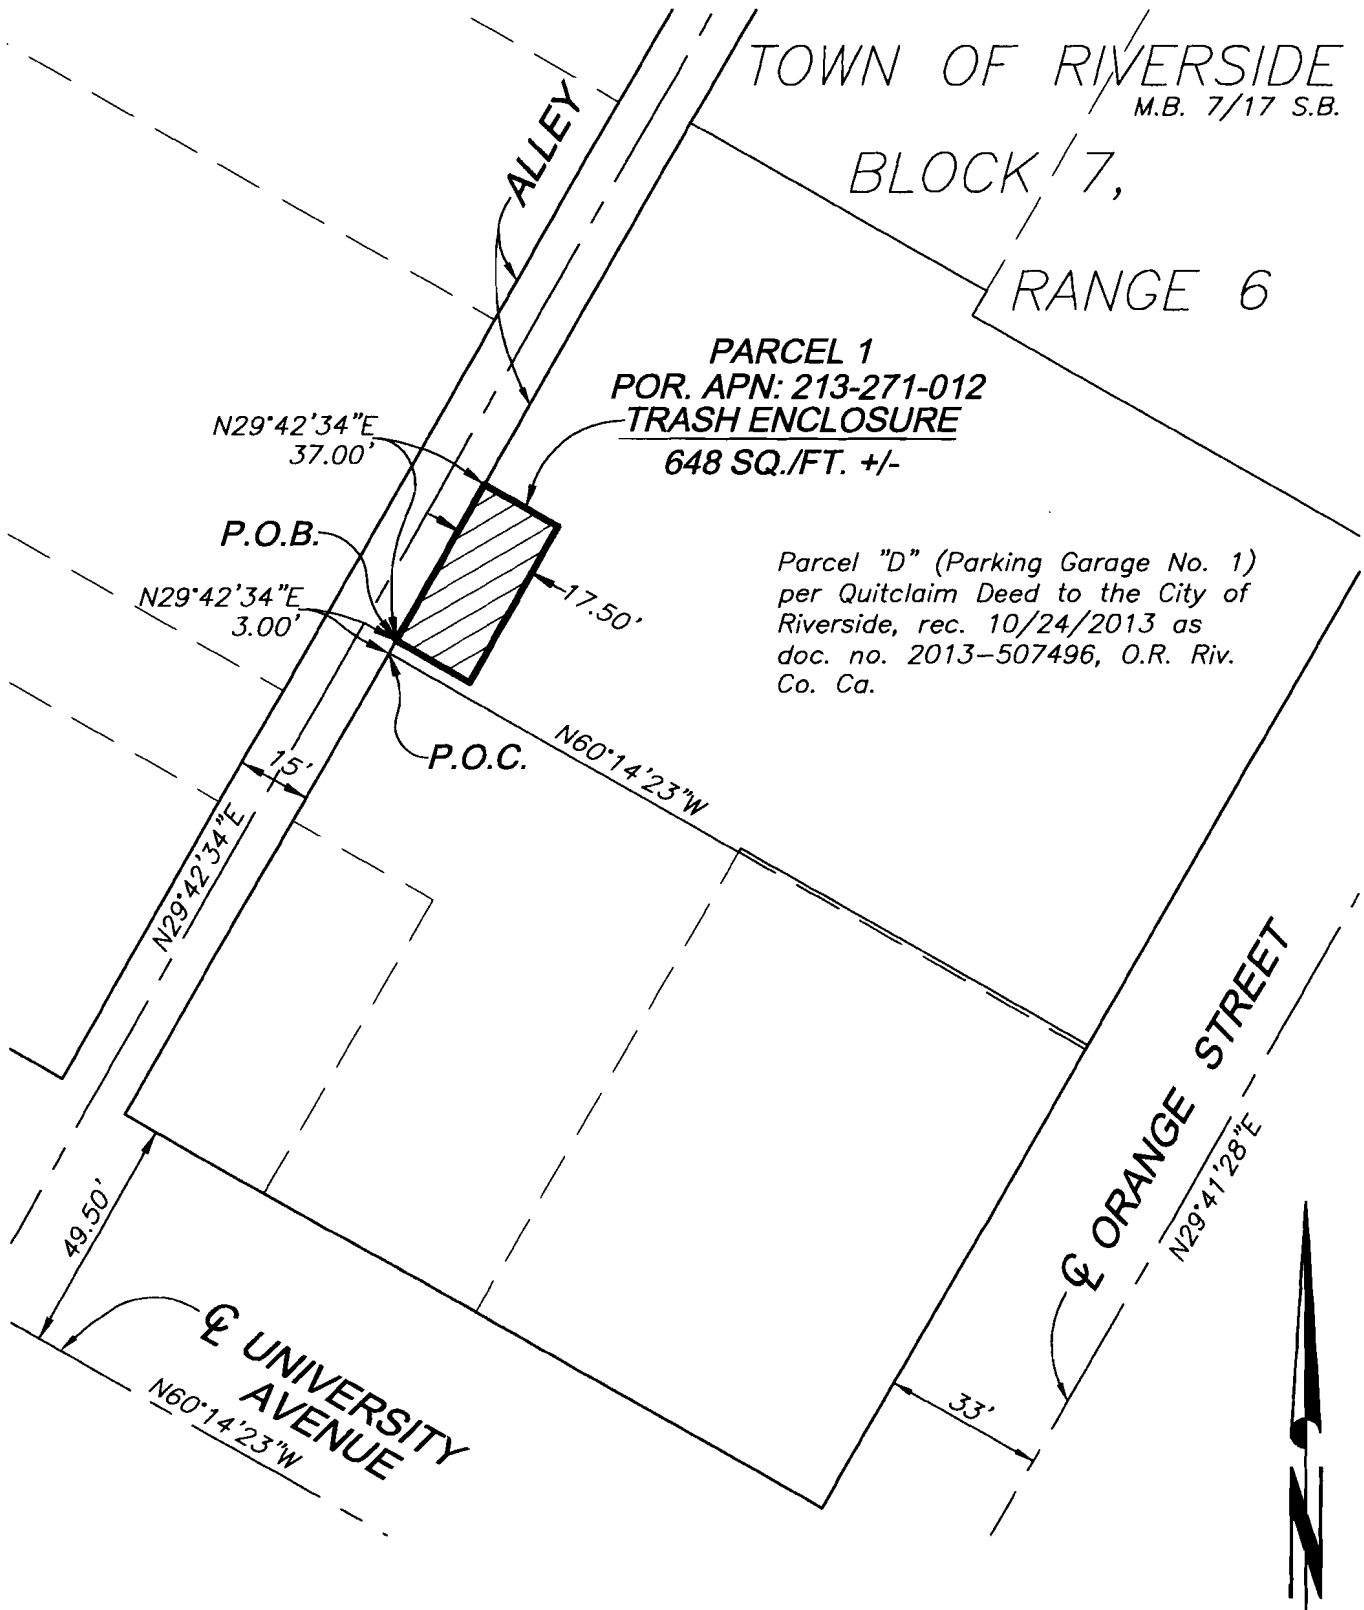 TOWN OF RIVERSIDE
M.B. 7/17 S.B.
BLOCK 7,
RANGE 6
ALLEY
PARCEL 1
POR. APN: 213-271-012
TRASH ENCLOSURE
648 SQ./FT. +/-
N29°42'34"E
37.00'
P.O.B.
N29°42'34"E
3.00'
17.50'
Parcel "D" (Parking Garage No. 1)
per Quitclaim Deed to the City of
Riverside, rec. 10/24/2013 as
doc. no. 2013-507496, O.R. Riv.
Co. Ca.
P.O.C.
N60°14'23"W
15'
N29°42'34"E
℄ ORANGE STREET
N29°41'28"E
49.50'
℄ UNIVERSITY
AVENUE
N60°14'23"W
33'
N